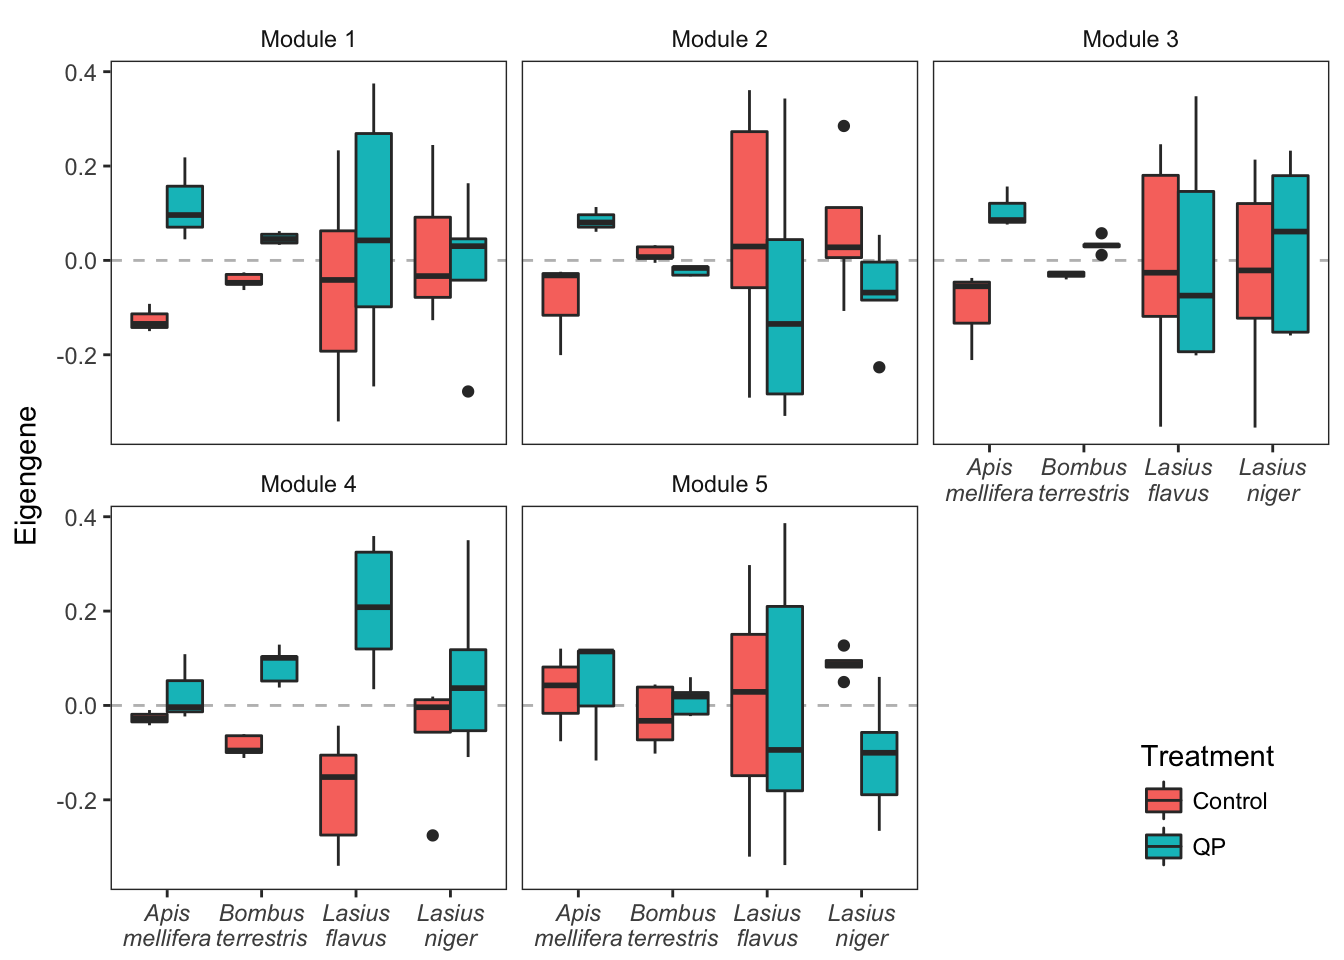 Module 1
Module 2
Module 3
0.4
0.2
0.0
-0.2
Apis
mellifera
Bombus
terrestris
Lasius
flavus
Lasius
niger
Eigengene
Module 4
Module 5
0.4
0.2
0.0
-0.2
Apis
mellifera
Bombus
terrestris
Lasius
flavus
Lasius
niger
Apis
mellifera
Bombus
terrestris
Lasius
flavus
Lasius
niger
Treatment
Control
QP